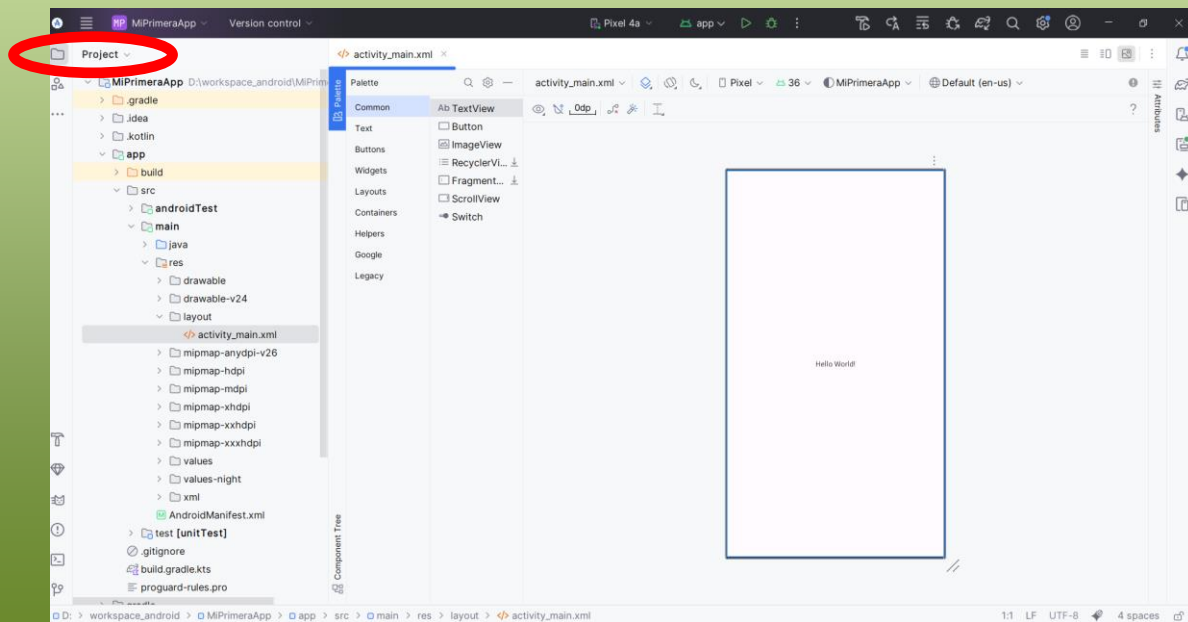 MP MiPrimeraApp Version control Pixel 4a app
Project
activity_main.xml
MiPrimeraApp D:\workspace_android\MiPrim
.gradle
.idea
.kotlin
app
build
src
androidTest
main
java
res
drawable
drawable-v24
layout
activity_main.xml
mipmap-anydpi-v26
mipmap-hdpi
mipmap-mdpi
mipmap-xhdpi
mipmap-xxhdpi
mipmap-xxxhdpi
values
values-night
xml
AndroidManifest.xml
test [unitTest]
.gitignore
build.gradle.kts
proguard-rules.pro
Palette
Component Tree
Palette
Common
Text
Buttons
Widgets
Layouts
Containers
Helpers
Google
Legacy
Ab TextView
Button
ImageView
RecyclerVi...
Fragment...
ScrollView
Switch
activity_main.xml Pixel 36 MiPrimeraApp Default (en-us)
0dp
?
Hello World!
Attributes
D: > workspace_android > MiPrimeraApp > app > src > main > res > layout > activity_main.xml 1:1 LF UTF-8 4 spaces